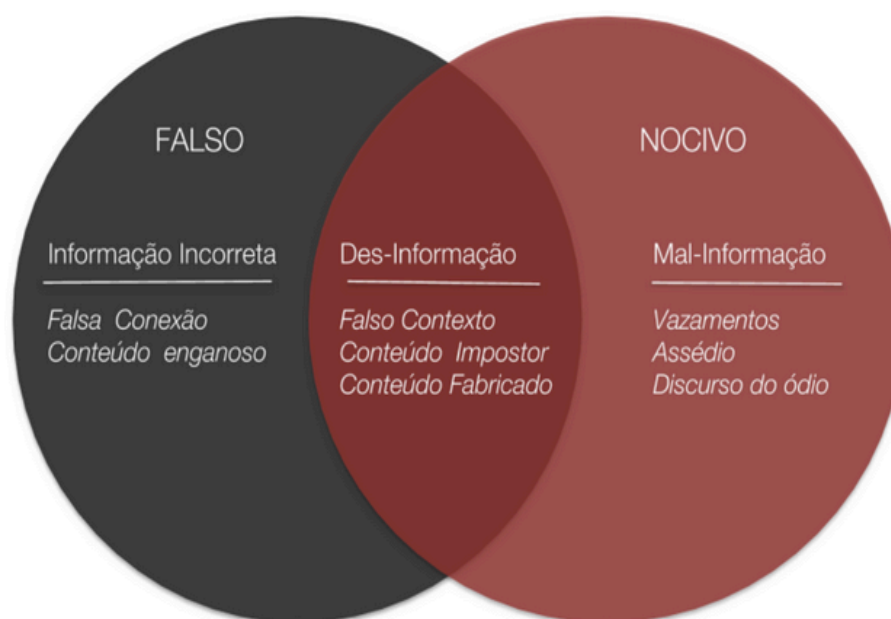 FALSO
NOCIVO
Informação Incorreta
Falsa Conexão
Conteúdo enganoso
Des-Informação
Falso Contexto
Conteúdo Impostor
Conteúdo Fabricado
Mal-Informação
Vazamentos
Assédio
Discurso do ódio